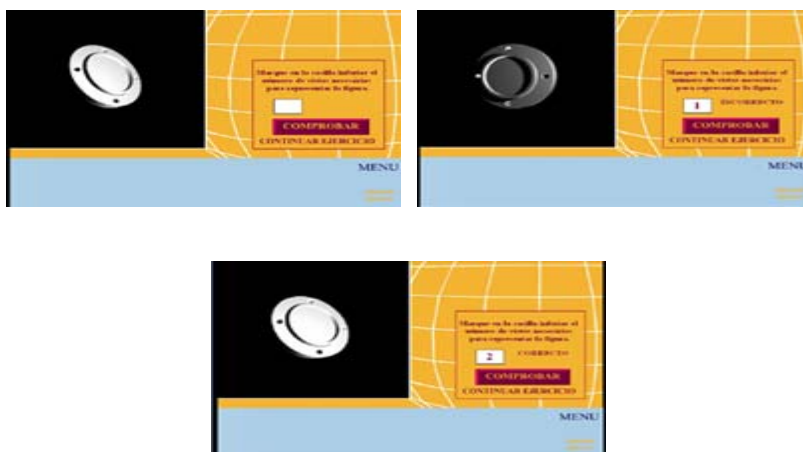 Marque en la casilla inferior el
número de vistas necesarias
para representar la figura.
COMPROBAR
CONTINUAR EJERCICIO
MENU
Marque en la casilla inferior el
número de vistas necesarias
para representar la figura.
1 INCORRECTO
COMPROBAR
CONTINUAR EJERCICIO
MENU
Marque en la casilla inferior el
número de vistas necesarias
para representar la figura.
2 CORRECTO
COMPROBAR
CONTINUAR EJERCICIO
MENU